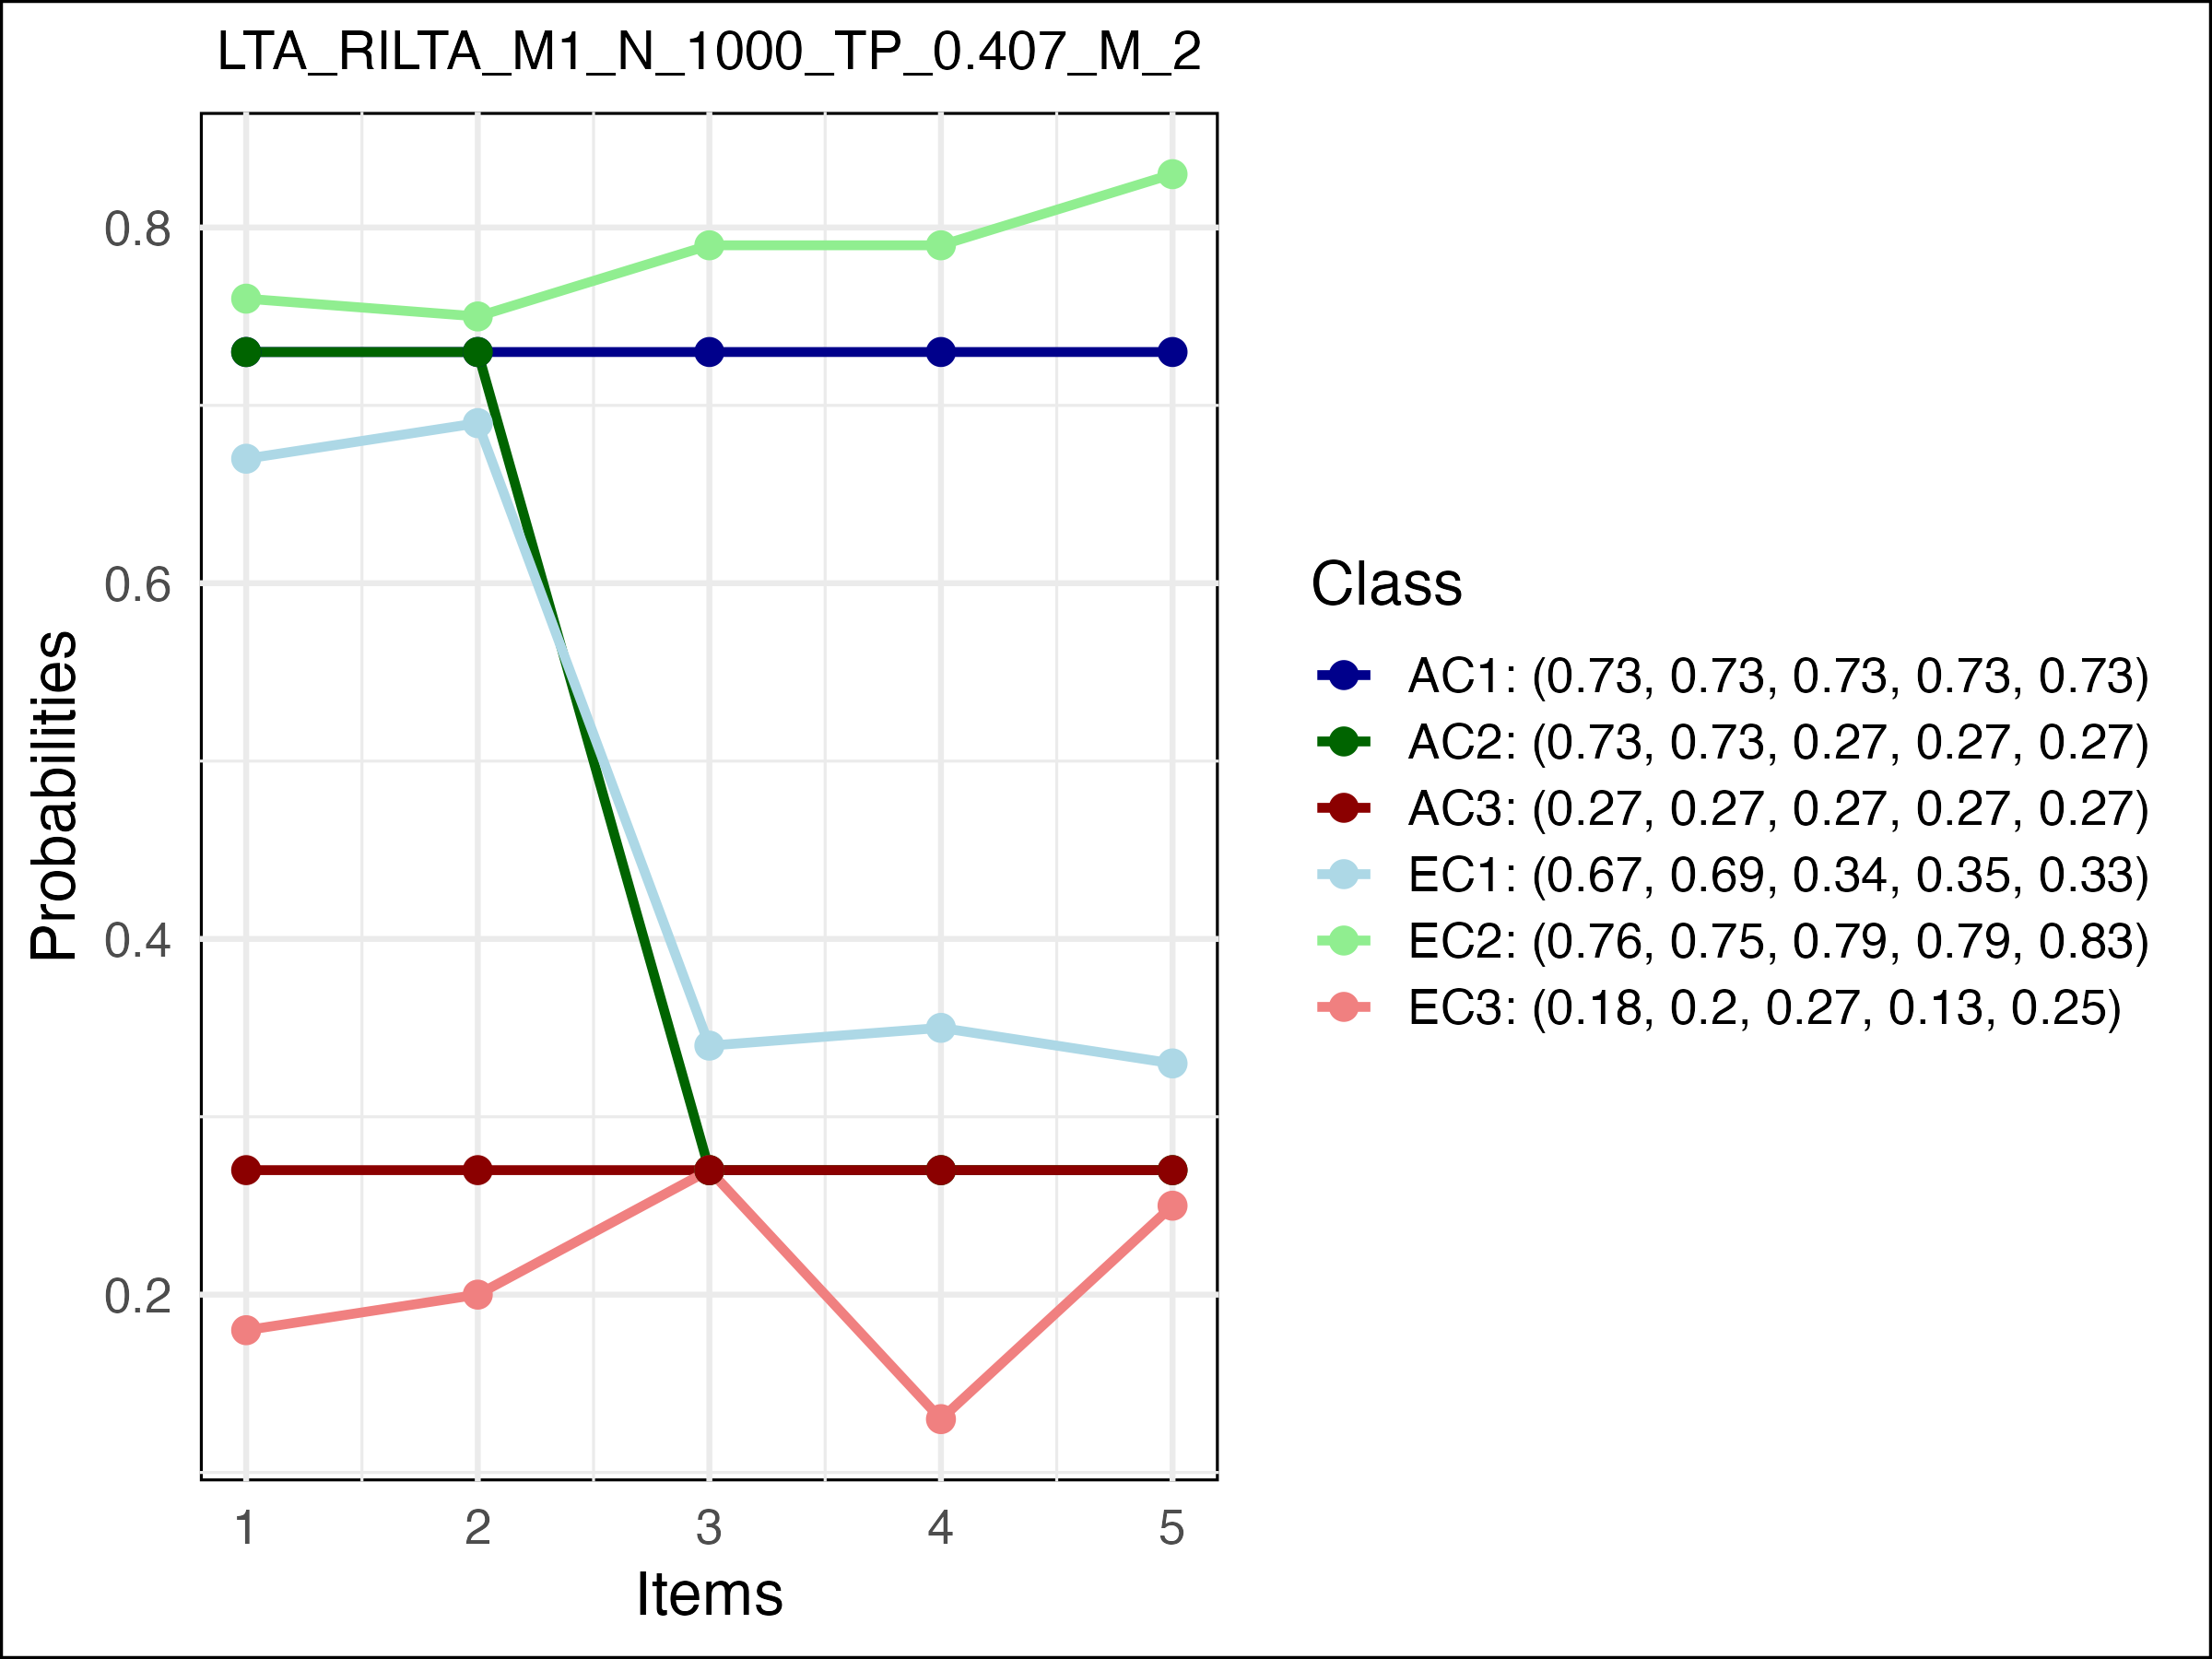 LTA_RILTA_M1_N_1000_TP_0.407_M_2
Probabilities
0.8
0.6
0.4
0.2
1 2 3 4 5
Items
Class
AC1: (0.73, 0.73, 0.73, 0.73, 0.73)
AC2: (0.73, 0.73, 0.27, 0.27, 0.27)
AC3: (0.27, 0.27, 0.27, 0.27, 0.27)
EC1: (0.67, 0.69, 0.34, 0.35, 0.33)
EC2: (0.76, 0.75, 0.79, 0.79, 0.83)
EC3: (0.18, 0.2, 0.27, 0.13, 0.25)